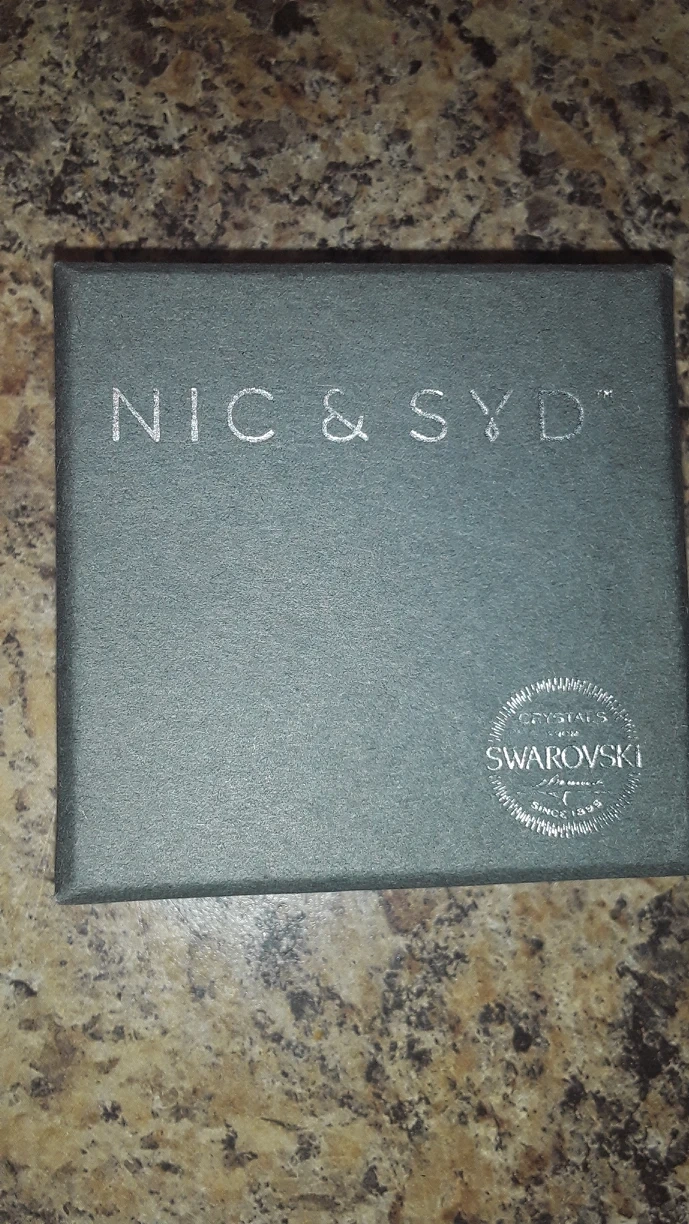 NIC & SYD™
CRYSTALS
FROM
SWAROVSKI
SINCE 1895